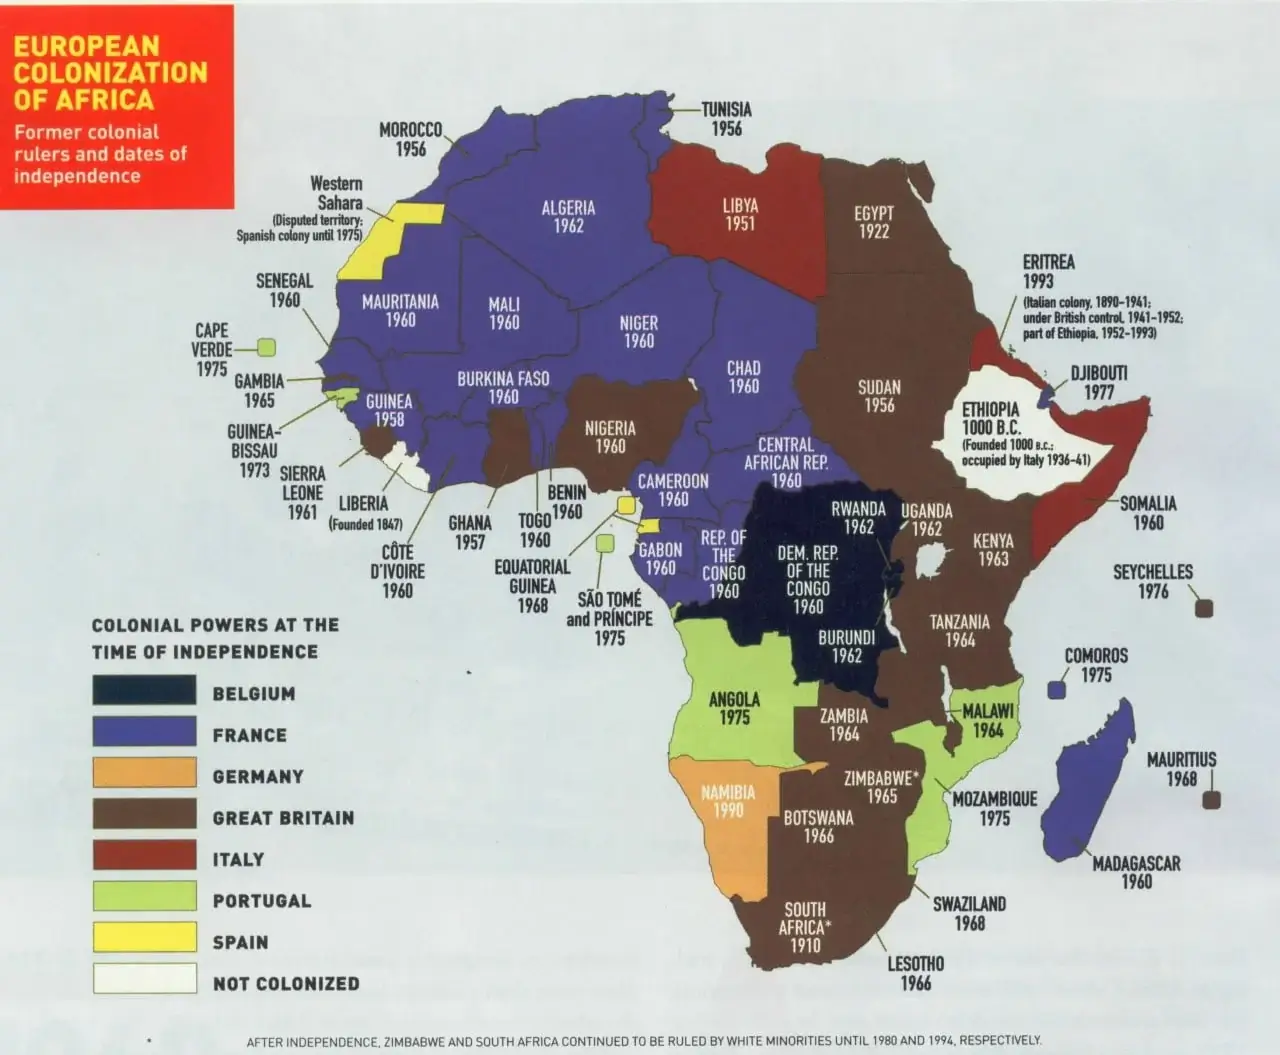 EUROPEAN
COLONIZATION
OF AFRICA
Former colonial
rulers and dates of
independence
TUNISIA
1956
MOROCCO
1956
Western
Sahara
(Disputed territory;
Spanish colony until 1975)
ALGERIA
1962
LIBYA
1951
EGYPT
1922
ERITREA
1993
(Italian colony, 1890-1941;
under British control, 1941-1952;
part of Ethiopia, 1952-1993)
SENEGAL
1960
MAURITANIA
1960
MALI
1960
NIGER
1960
CHAD
1960
SUDAN
1956
DJIBOUTI
1977
CAPE
VERDE
1975
GAMBIA
1965
GUINEA
1958
BURKINA FASO
1960
NIGERIA
1960
ETHIOPIA
1000 B.C.
(Founded 1000 B.C.;
occupied by Italy 1936-41)
GUINEA-
BISSAU
1973
SIERRA
LEONE
1961
LIBERIA
(Founded 1847)
CÔTE
D'IVOIRE
1960
GHANA
1957
TOGO
1960
BENIN
1960
CAMEROON
1960
CENTRAL
AFRICAN REP.
1960
EQUATORIAL
GUINEA
1968
SÃO TOMÉ
and PRÍNCIPE
1975
GABON
1960
REP. OF
THE
CONGO
1960
DEM. REP.
OF THE
CONGO
1960
RWANDA
1962
UGANDA
1962
KENYA
1963
SOMALIA
1960
SEYCHELLES
1976
BURUNDI
1962
TANZANIA
1964
COMOROS
1975
ANGOLA
1975
ZAMBIA
1964
MALAWI
1964
MAURITIUS
1968
NAMIBIA
1990
ZIMBABWE*
1965
BOTSWANA
1966
MOZAMBIQUE
1975
MADAGASCAR
1960
SOUTH
AFRICA*
1910
SWAZILAND
1968
LESOTHO
1966
COLONIAL POWERS AT THE
TIME OF INDEPENDENCE
BELGIUM
FRANCE
GERMANY
GREAT BRITAIN
ITALY
PORTUGAL
SPAIN
NOT COLONIZED
* AFTER INDEPENDENCE, ZIMBABWE AND SOUTH AFRICA CONTINUED TO BE RULED BY WHITE MINORITIES UNTIL 1980 AND 1994, RESPECTIVELY.